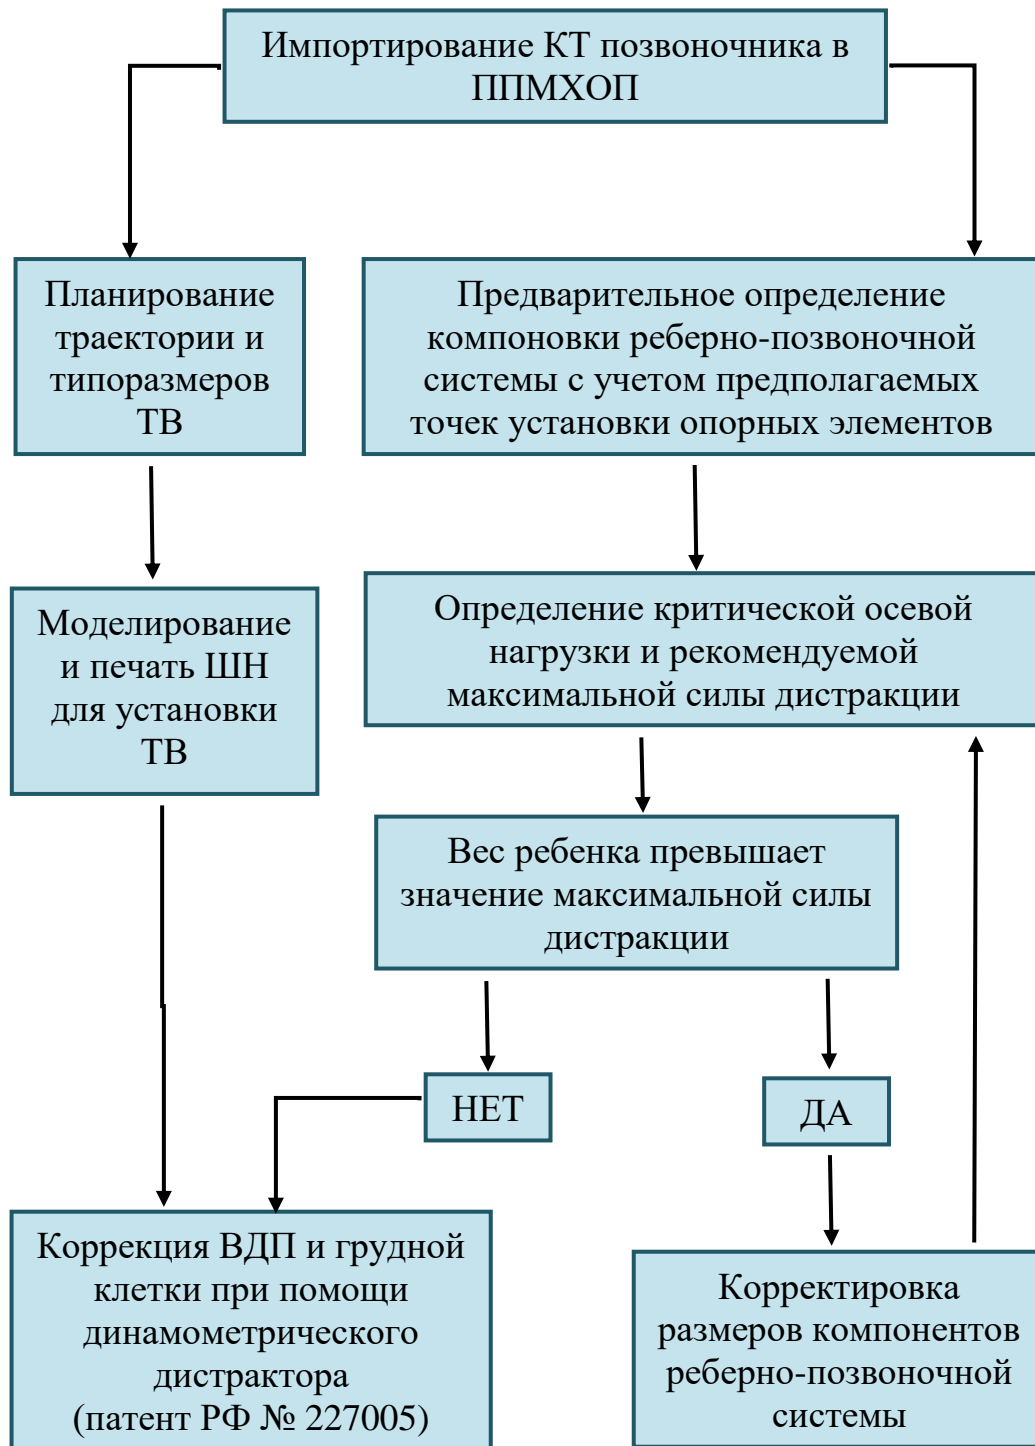 Импортирование КТ позвоночника в
ППМХОП
Планирование
траектории и
типоразмеров
ТВ
Предварительное определение
компоновки реберно-позвоночной
системы с учетом предполагаемых
точек установки опорных элементов
Моделирование
и печать ШН
для установки
ТВ
Определение критической осевой
нагрузки и рекомендуемой
максимальной силы дистракции
Вес ребенка превышает
значение максимальной силы
дистракции
НЕТ
ДА
Коррекция ВДП и грудной
клетки при помощи
динамометрического
дистрактора
(патент РФ № 227005)
Корректировка
размеров компонентов
реберно-позвоночной
системы